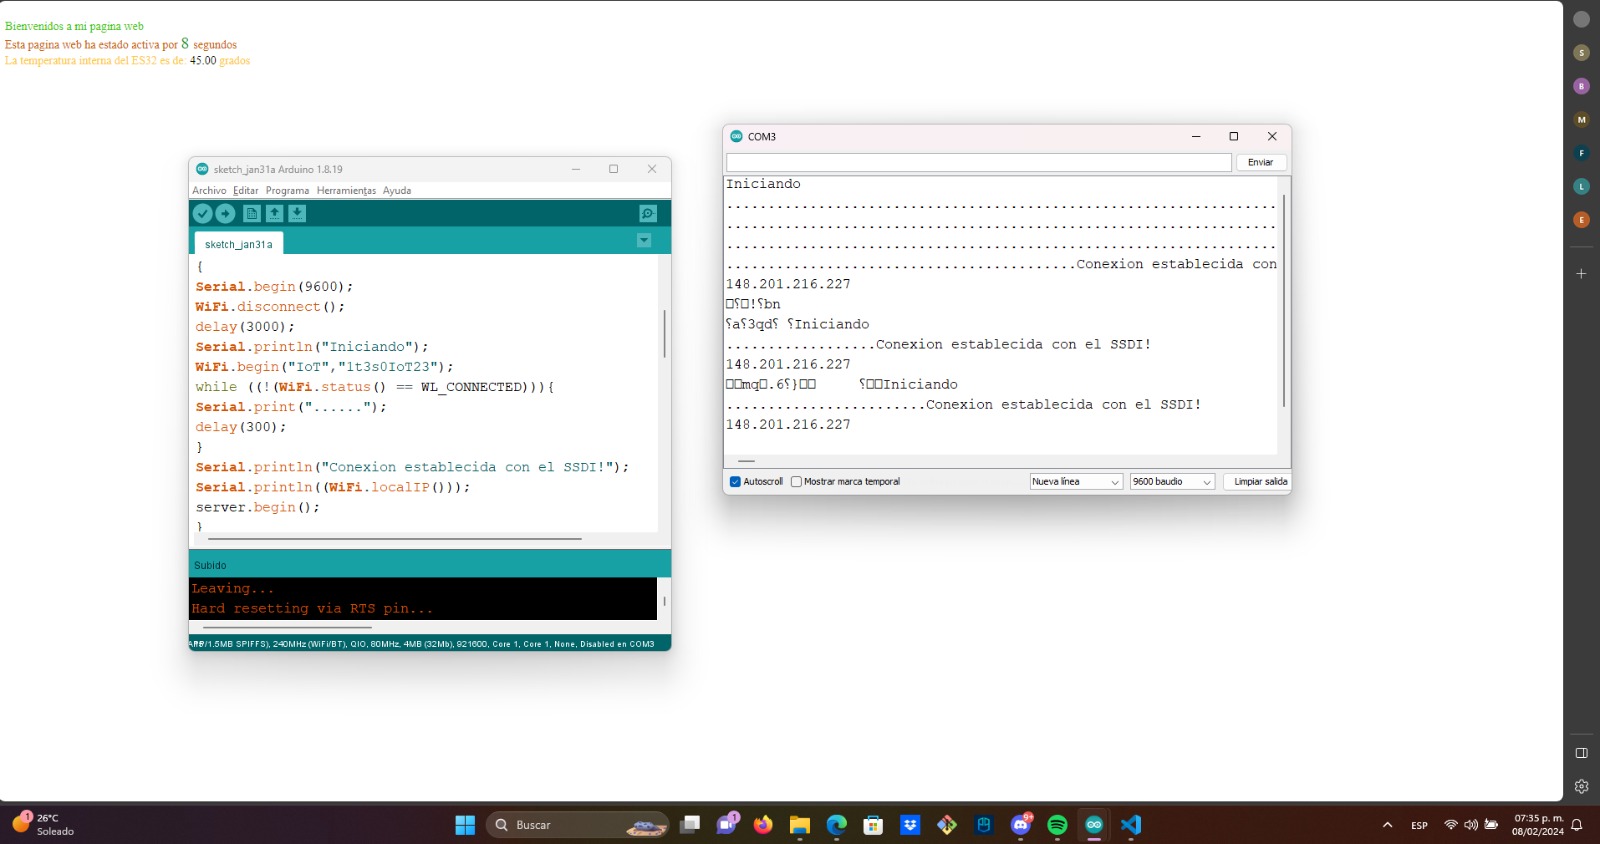 Bienvenidos a mi pagina web
Esta pagina web ha estado activa por 8 segundos
La temperatura interna del ES32 es de: 45.00 grados
sketch_jan31a Arduino 1.8.19
Archivo Editar Programa Herramientas Ayuda
sketch_jan31a
{
Serial.begin(9600);
WiFi.disconnect();
delay(3000);
Serial.println("Iniciando");
WiFi.begin("IoT","1t3s0IoT23");
while ((!(WiFi.status() == WL_CONNECTED))){
Serial.print("......");
delay(300);
}
Serial.println("Conexion establecida con el SSDI!");
Serial.println((WiFi.localIP()));
server.begin();
}
Subido
Leaving...
Hard resetting via RTS pin...
/1.5MB SPIFFS), 240MHz (WiFi/BT), QIO, 80MHz, 4MB (32Mb), 921600, Core 1, Core 1, None, Disabled en COM3
COM3
Enviar
Iniciando
..................................................................
..................................................................
..................................................................
..........................................Conexion establecida con
148.201.216.227
□⸮□!⸮bn
⸮a⸮3qd⸮ ⸮Iniciando
..................Conexion establecida con el SSDI!
148.201.216.227
□□mq□.6⸮}□□ ⸮□□Iniciando
........................Conexion establecida con el SSDI!
148.201.216.227
Autoscroll Mostrar marca temporal Nueva línea 9600 baudio Limpiar salida
S
B
M
F
L
E
1
26°C
Soleado
Buscar
1
9+
ESP
07:35 p. m.
08/02/2024